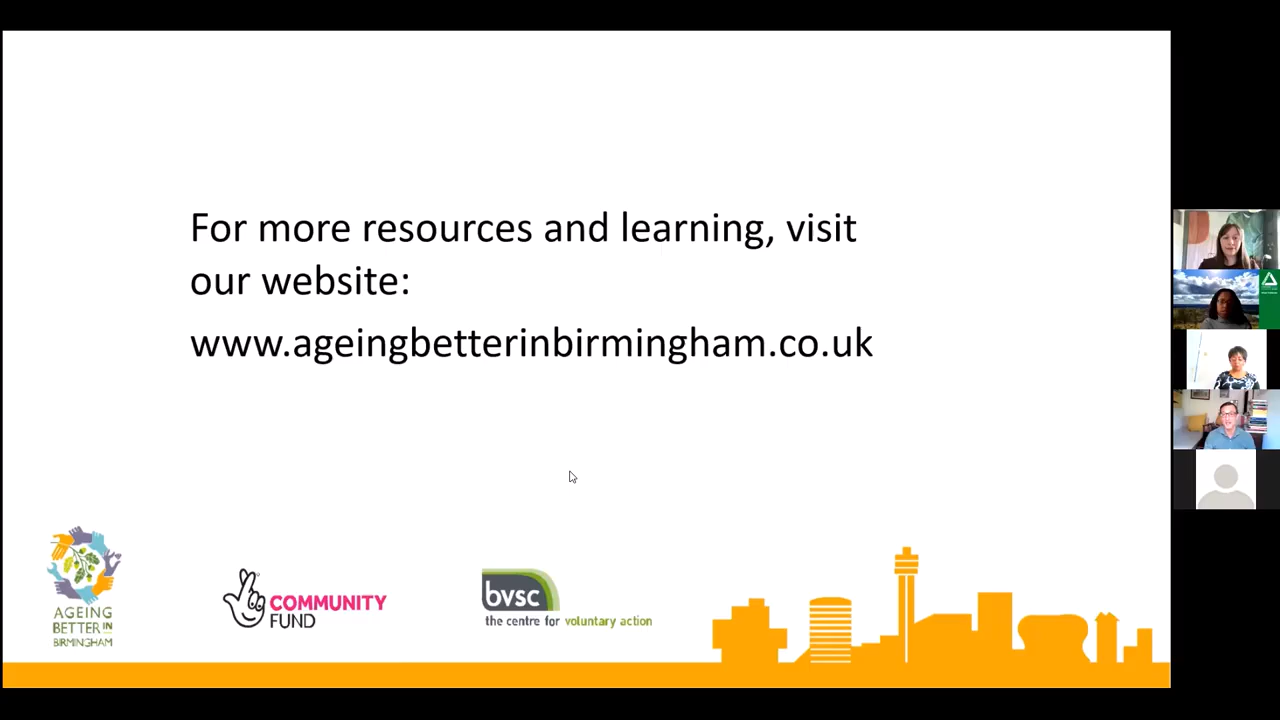 For more resources and learning, visit
our website:
www.ageingbetterinbirmingham.co.uk
AGEING
BETTER IN
BIRMINGHAM
COMMUNITY
FUND
bvsc
the centre for voluntary action